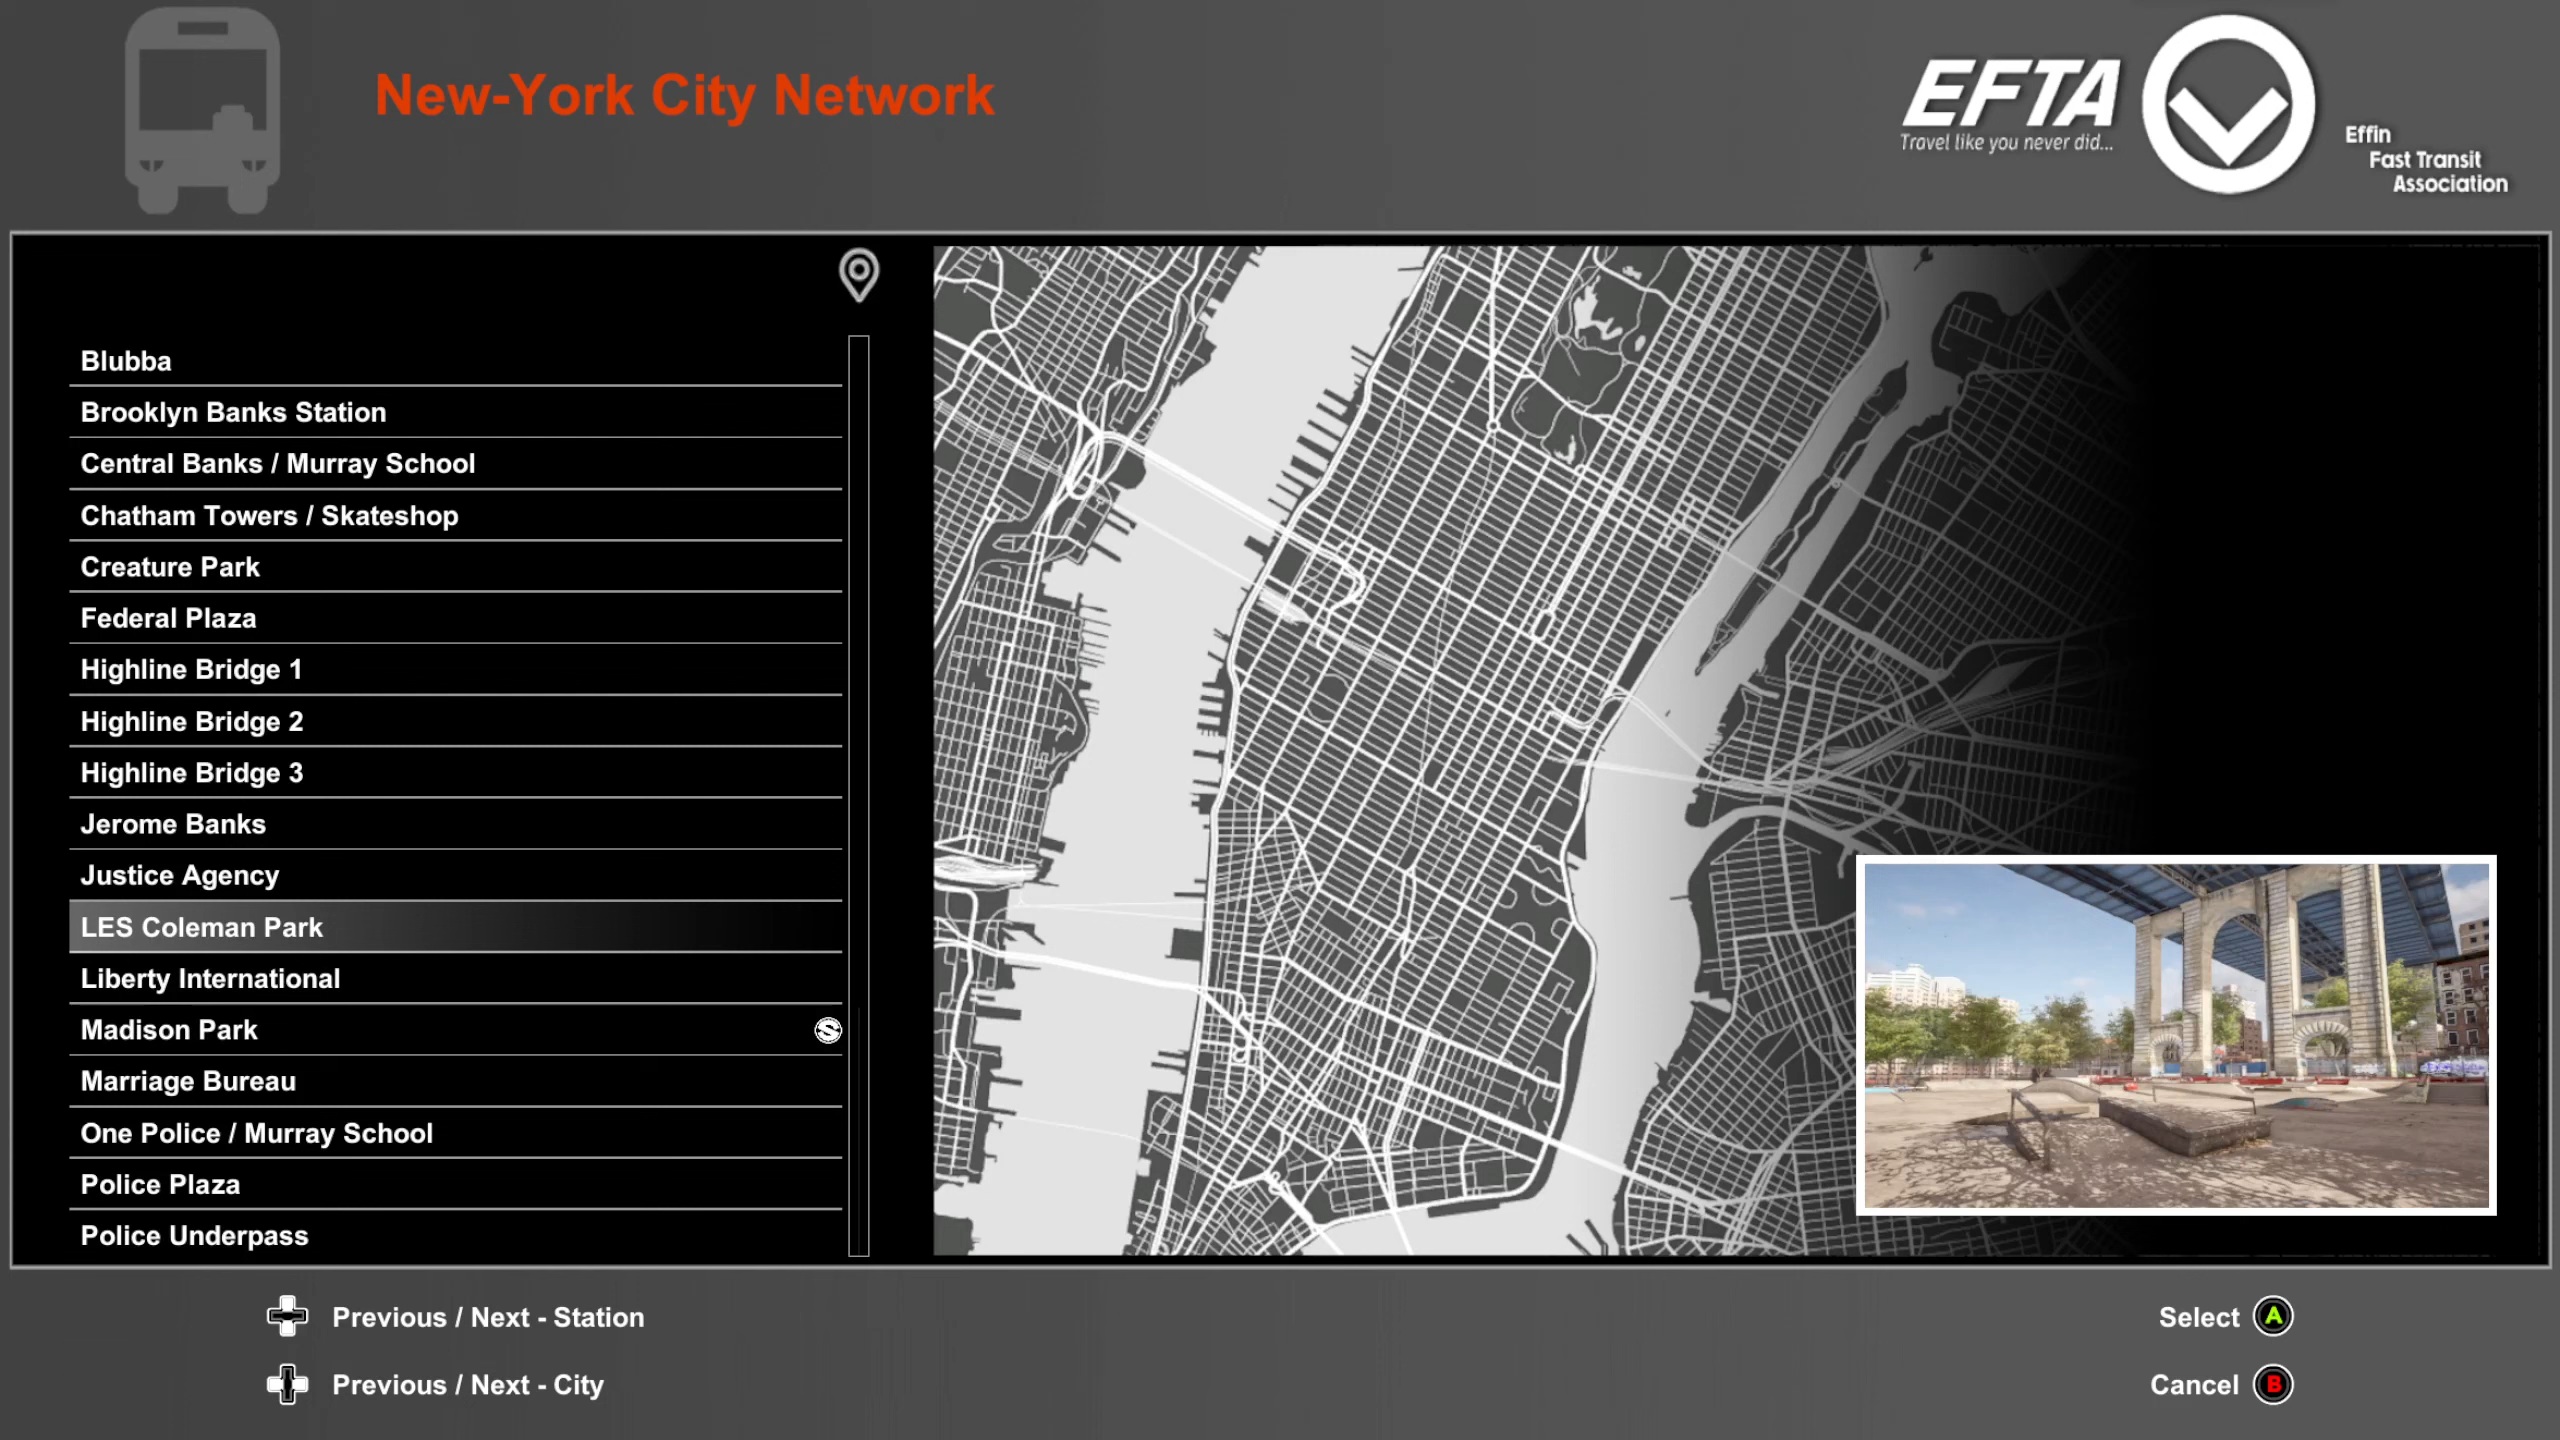 New-York City Network
EFTA
Travel like you never did...
Effin
Fast Transit
Association
Blubba
Brooklyn Banks Station
Central Banks / Murray School
Chatham Towers / Skateshop
Creature Park
Federal Plaza
Highline Bridge 1
Highline Bridge 2
Highline Bridge 3
Jerome Banks
Justice Agency
LES Coleman Park
Liberty International
Madison Park S
Marriage Bureau
One Police / Murray School
Police Plaza
Police Underpass
Previous / Next - Station
Previous / Next - City
Select A
Cancel B